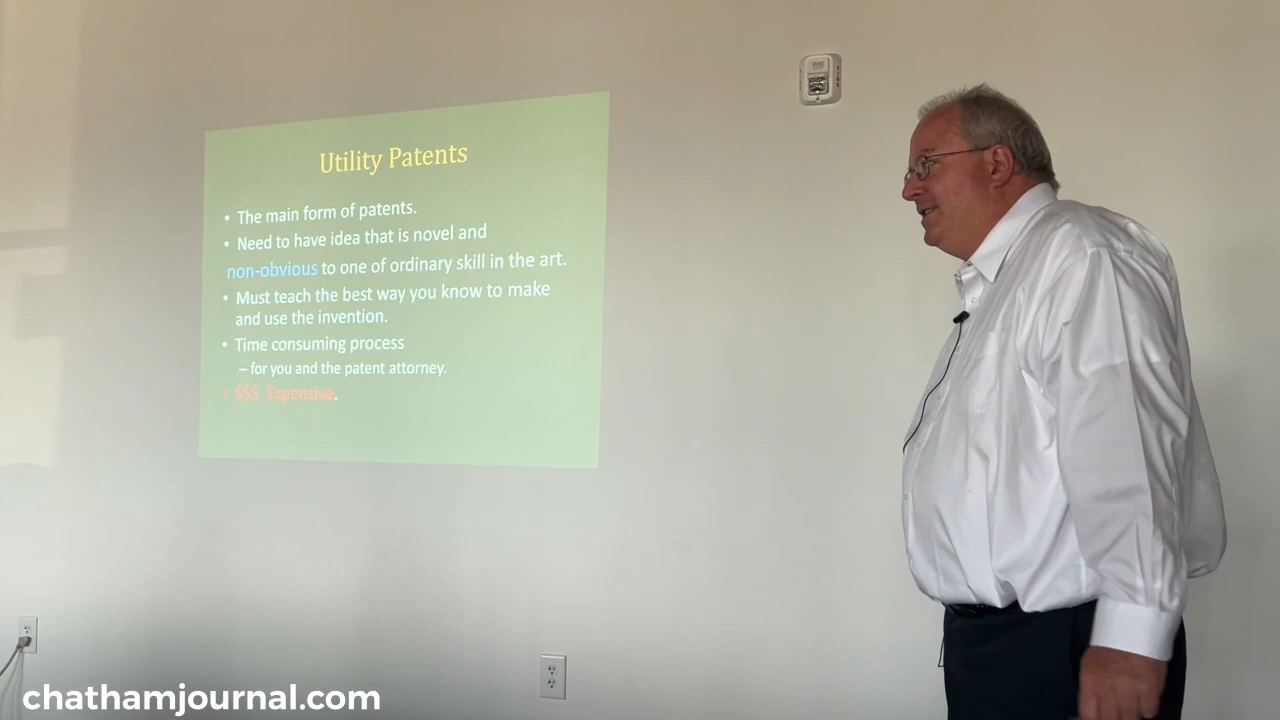 Utility Patents
• The main form of patents.
• Need to have idea that is novel and
non-obvious to one of ordinary skill in the art.
• Must teach the best way you know to make
and use the invention.
• Time consuming process
– for you and the patent attorney.
• $$$ Expensive.
chathamjournal.com